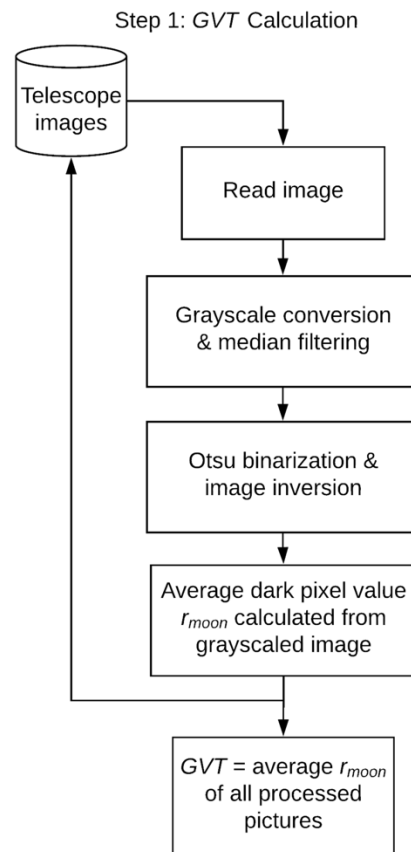 Step 1: GVT Calculation
Telescope
images
Read image
Grayscale conversion
& median filtering
Otsu binarization &
image inversion
Average dark pixel value
rmoon calculated from
grayscaled image
GVT = average rmoon
of all processed
pictures